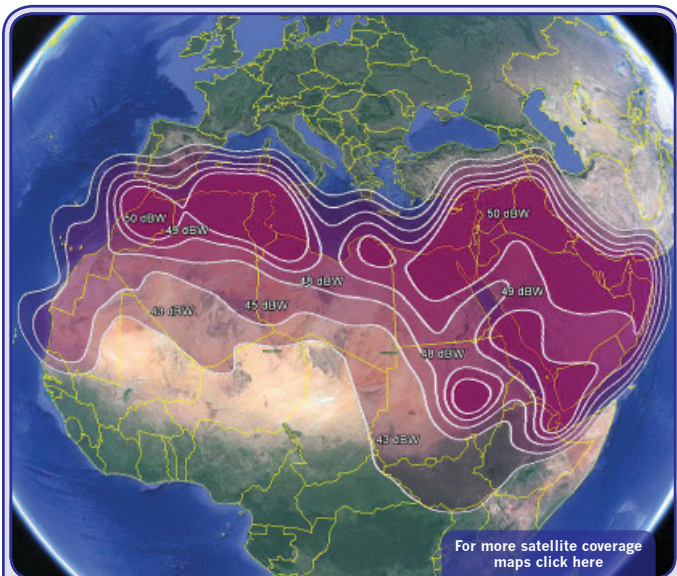 50 dBW
50 dBW
49 dBW
48 dBW
49 dBW
43 dBW
45 dBW
48 dBW
43 dBW
For more satellite coverage
maps click here